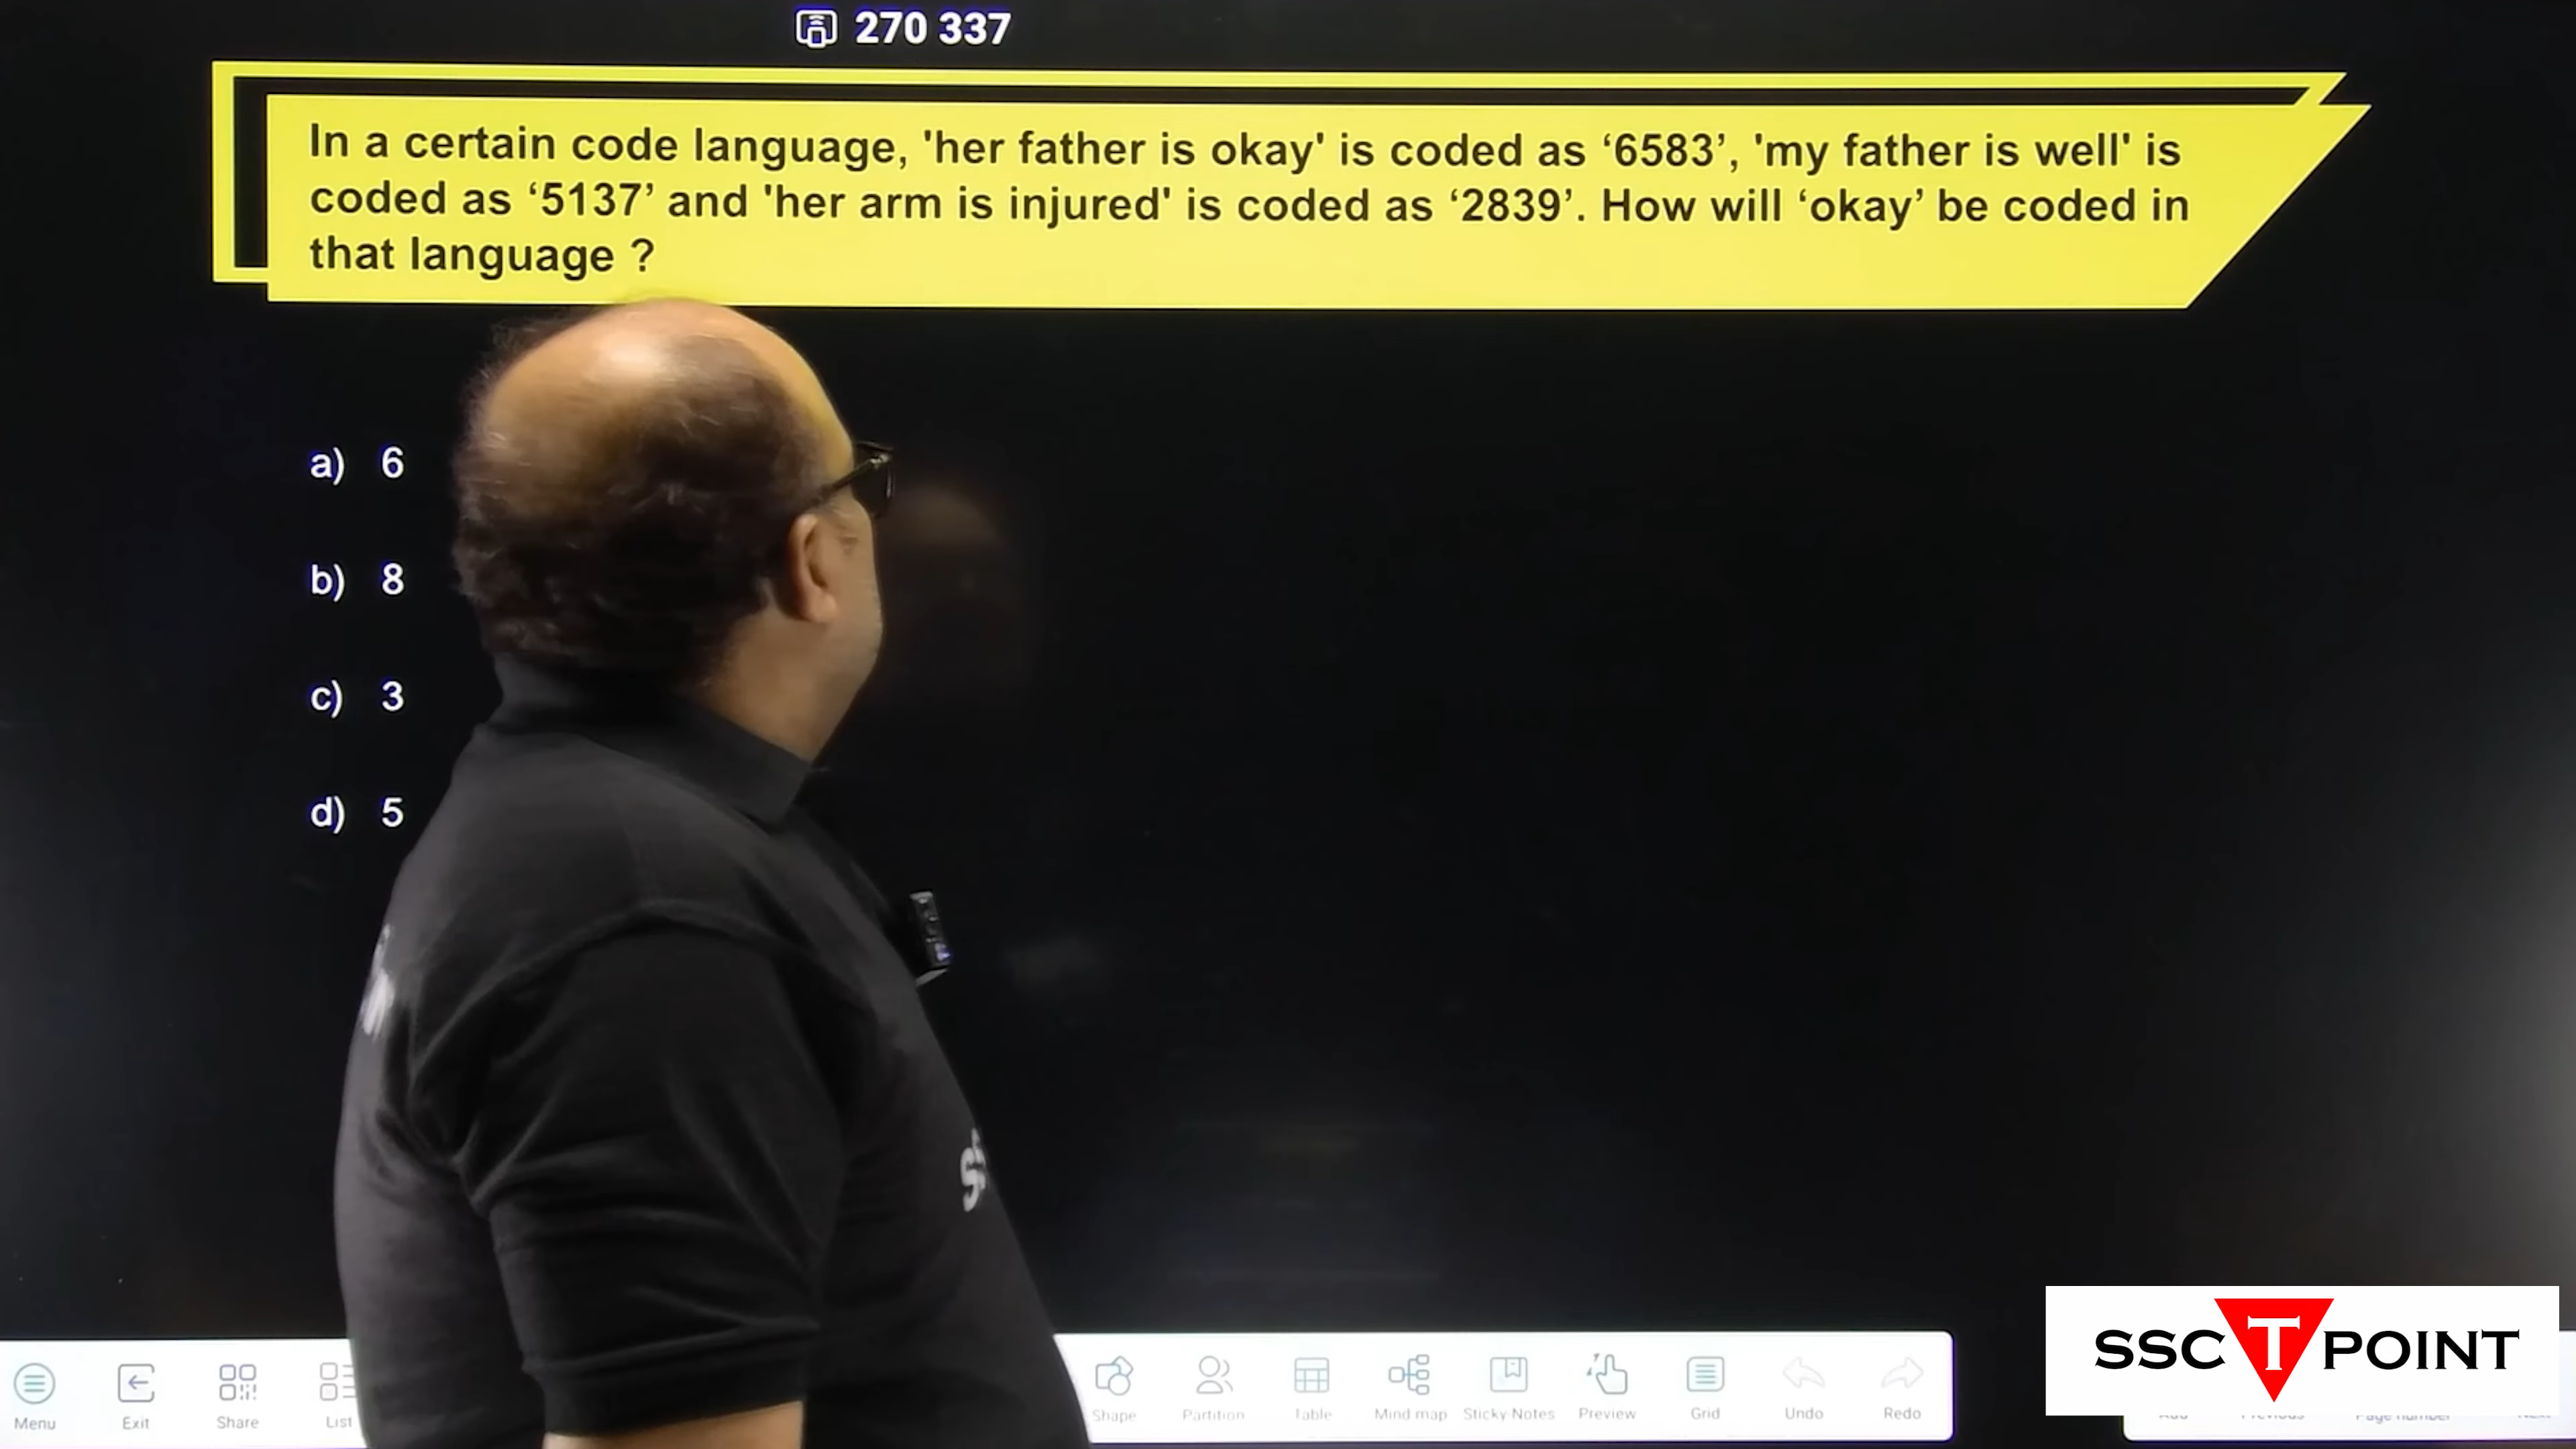 270 337
In a certain code language, 'her father is okay' is coded as ‘6583’, 'my father is well' is
coded as ‘5137’ and 'her arm is injured' is coded as ‘2839’. How will ‘okay’ be coded in
that language ?
a) 6
b) 8
c) 3
d) 5
SSC T POINT
Menu Exit Share List Shape Partition Table Mind map Sticky-Notes Preview Grid Undo Redo